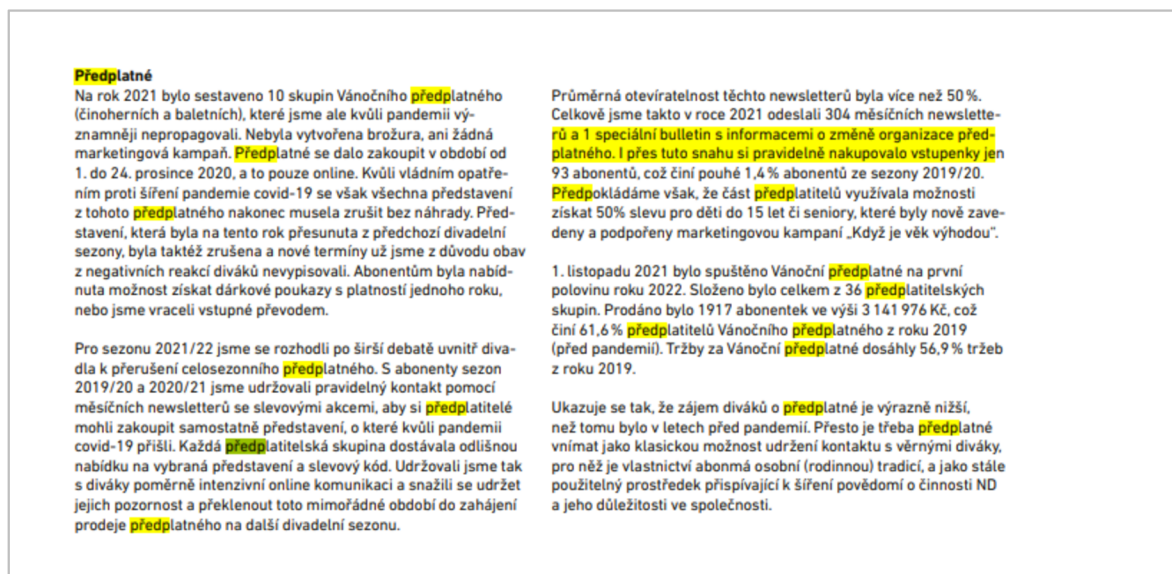 Předplatné
Na rok 2021 bylo sestaveno 10 skupin Vánočního předplatného
(činoherních a baletních), které jsme ale kvůli pandemii vý-
znamněji nepropagovali. Nebyla vytvořena brožura, ani žádná
marketingová kampaň. Předplatné se dalo zakoupit v období od
1. do 24. prosince 2020, a to pouze online. Kvůli vládním opatře-
ním proti šíření pandemie covid-19 se však všechna představení
z tohoto předplatného nakonec musela zrušit bez náhrady. Před-
stavení, která byla na tento rok přesunuta z předchozí divadelní
sezony, byla taktéž zrušena a nové termíny už jsme z důvodu obav
z negativních reakcí diváků nevypisovali. Abonentům byla nabíd-
nuta možnost získat dárkové poukazy s platností jednoho roku,
nebo jsme vraceli vstupné převodem.
Pro sezonu 2021/22 jsme se rozhodli po širší debatě uvnitř diva-
dla k přerušení celosezonního předplatného. S abonenty sezon
2019/20 a 2020/21 jsme udržovali pravidelný kontakt pomocí
měsíčních newsletterů se slevovými akcemi, aby si předplatitelé
mohli zakoupit samostatně představení, o které kvůli pandemii
covid-19 přišli. Každá předplatitelská skupina dostávala odlišnou
nabídku na vybraná představení a slevový kód. Udržovali jsme tak
s diváky poměrně intenzivní online komunikaci a snažili se udržet
jejich pozornost a překlenout toto mimořádné období do zahájení
prodeje předplatného na další divadelní sezonu.
Průměrná otevíratelnost těchto newsletterů byla více než 50 %.
Celkově jsme takto v roce 2021 odeslali 304 měsíčních newslette-
rů a 1 speciální bulletin s informacemi o změně organizace před-
platného. I přes tuto snahu si pravidelně nakupovalo vstupenky jen
93 abonentů, což činí pouhé 1,4 % abonentů ze sezony 2019/20.
Předpokládáme však, že část předplatitelů využívala možnosti
získat 50% slevu pro děti do 15 let či seniory, které byly nově zave-
deny a podpořeny marketingovou kampaní „Když je věk výhodou“.
1. listopadu 2021 bylo spuštěno Vánoční předplatné na první
polovinu roku 2022. Složeno bylo celkem z 36 předplatitelských
skupin. Prodáno bylo 1917 abonentek ve výši 3 141 976 Kč, což
činí 61,6 % předplatitelů Vánočního předplatného z roku 2019
(před pandemií). Tržby za Vánoční předplatné dosáhly 56,9 % tržeb
z roku 2019.
Ukazuje se tak, že zájem diváků o předplatné je výrazně nižší,
než tomu bylo v letech před pandemií. Přesto je třeba předplatné
vnímat jako klasickou možnost udržení kontaktu s věrnými diváky,
pro něž je vlastnictví abonmá osobní (rodinnou) tradicí, a jako stále
použitelný prostředek přispívající k šíření povědomí o činnosti ND
a jeho důležitosti ve společnosti.